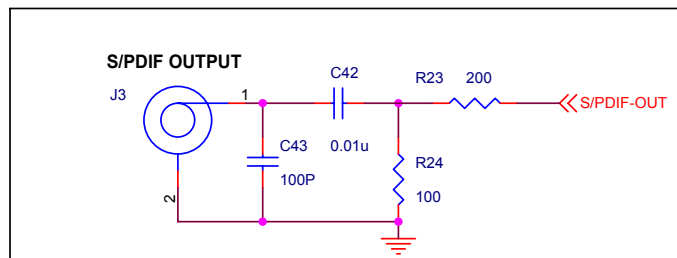 S/PDIF OUTPUT
J3
1
2
C42
0.01u
C43
100P
R23 200
R24
100
S/PDIF-OUT